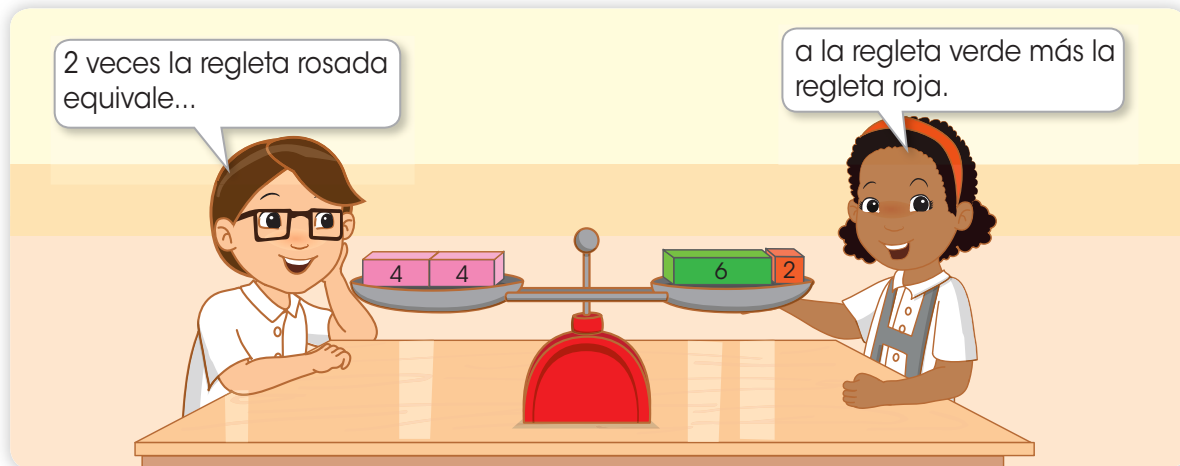 2 veces la regleta rosada
equivale...
a la regleta verde más la
regleta roja.
4 4
6 2